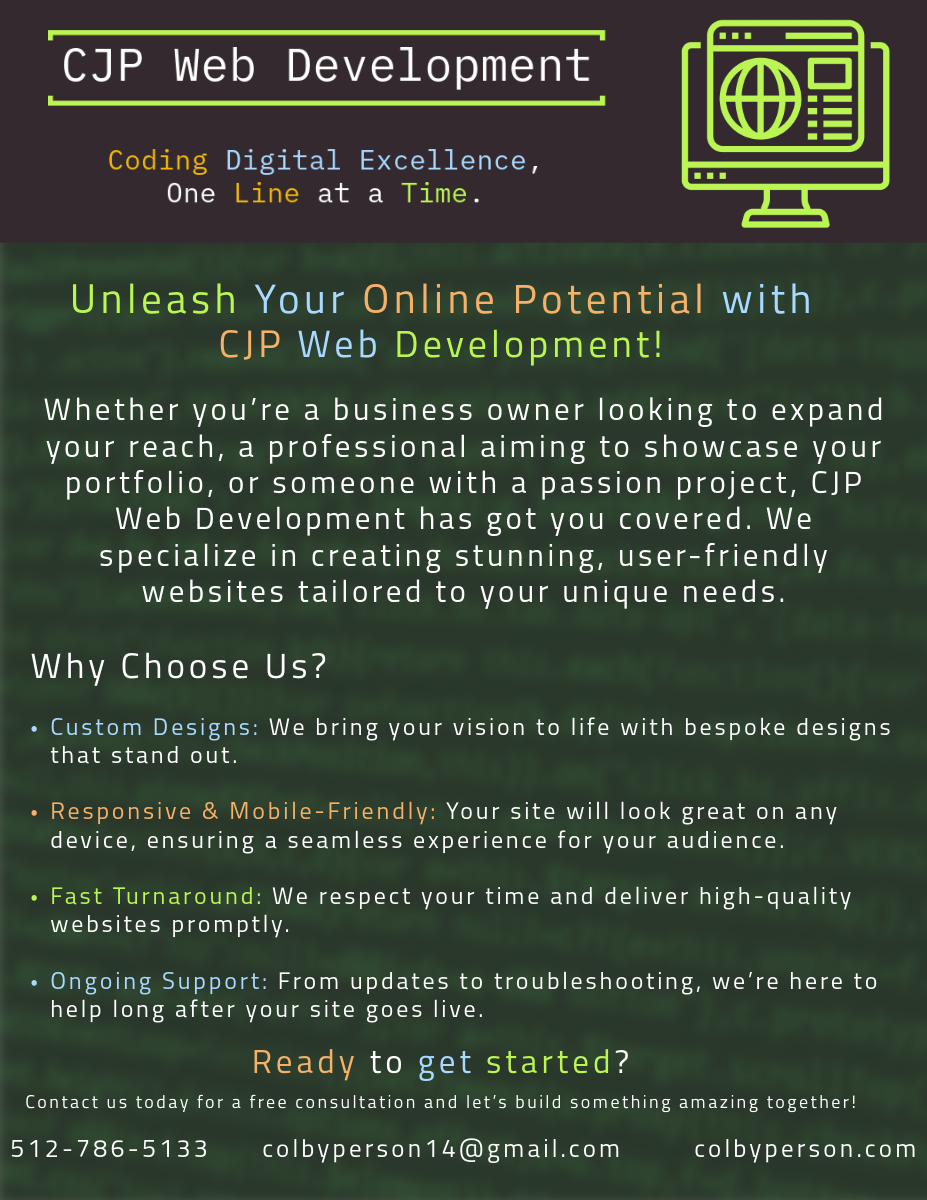 CJP Web Development
Coding Digital Excellence,
One Line at a Time.
Unleash Your Online Potential with
CJP Web Development!
Whether you’re a business owner looking to expand
your reach, a professional aiming to showcase your
portfolio, or someone with a passion project, CJP
Web Development has got you covered. We
specialize in creating stunning, user-friendly
websites tailored to your unique needs.
Why Choose Us?
• Custom Designs: We bring your vision to life with bespoke designs
that stand out.
• Responsive & Mobile-Friendly: Your site will look great on any
device, ensuring a seamless experience for your audience.
• Fast Turnaround: We respect your time and deliver high-quality
websites promptly.
• Ongoing Support: From updates to troubleshooting, we’re here to
help long after your site goes live.
Ready to get started?
Contact us today for a free consultation and let’s build something amazing together!
512-786-5133 colbyperson14@gmail.com colbyperson.com